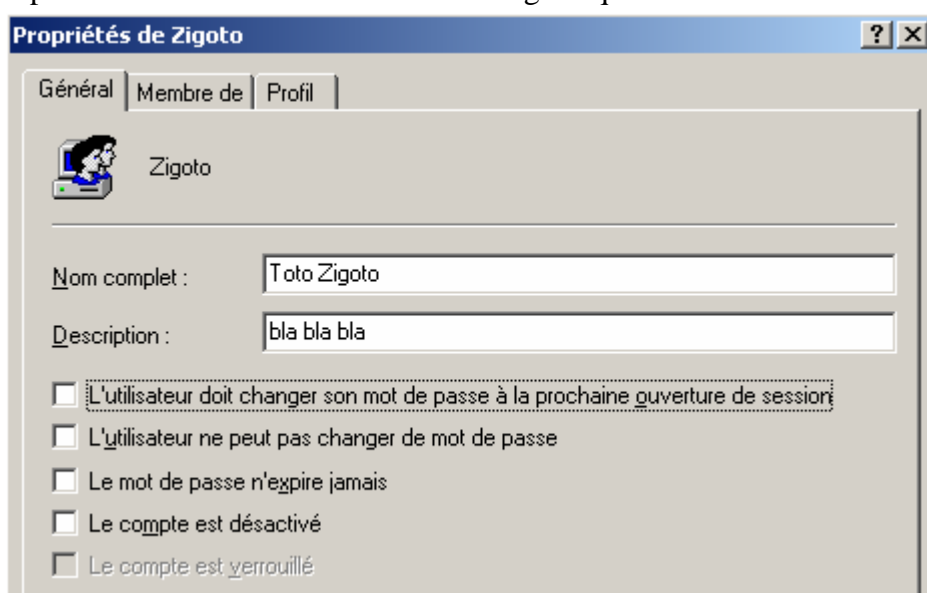 Propriétés de Zigoto
Général Membre de Profil
Zigoto
Nom complet : Toto Zigoto
Description : bla bla bla
L'utilisateur doit changer son mot de passe à la prochaine ouverture de session
L'utilisateur ne peut pas changer de mot de passe
Le mot de passe n'expire jamais
Le compte est désactivé
Le compte est verrouillé